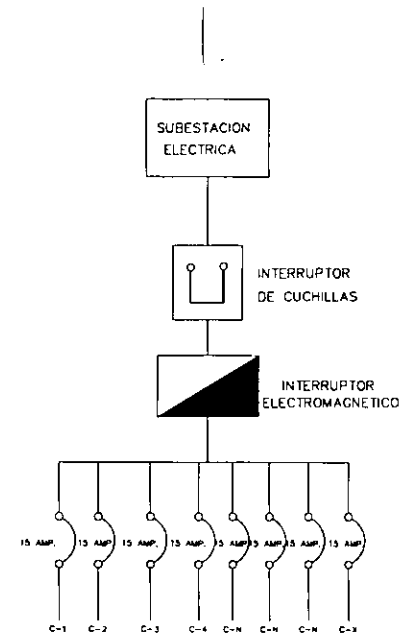 SUBESTACION
ELECTRICA
INTERRUPTOR
DE CUCHILLAS
INTERRUPTOR
ELECTROMAGNETICO
15 AMP. 15 AMP. 15 AMP. 15 AMP. 15 AMP. 15 AMP. 15 AMP. 15 AMP.
C-1 C-2 C-3 C-4 C-N C-N C-N C-X